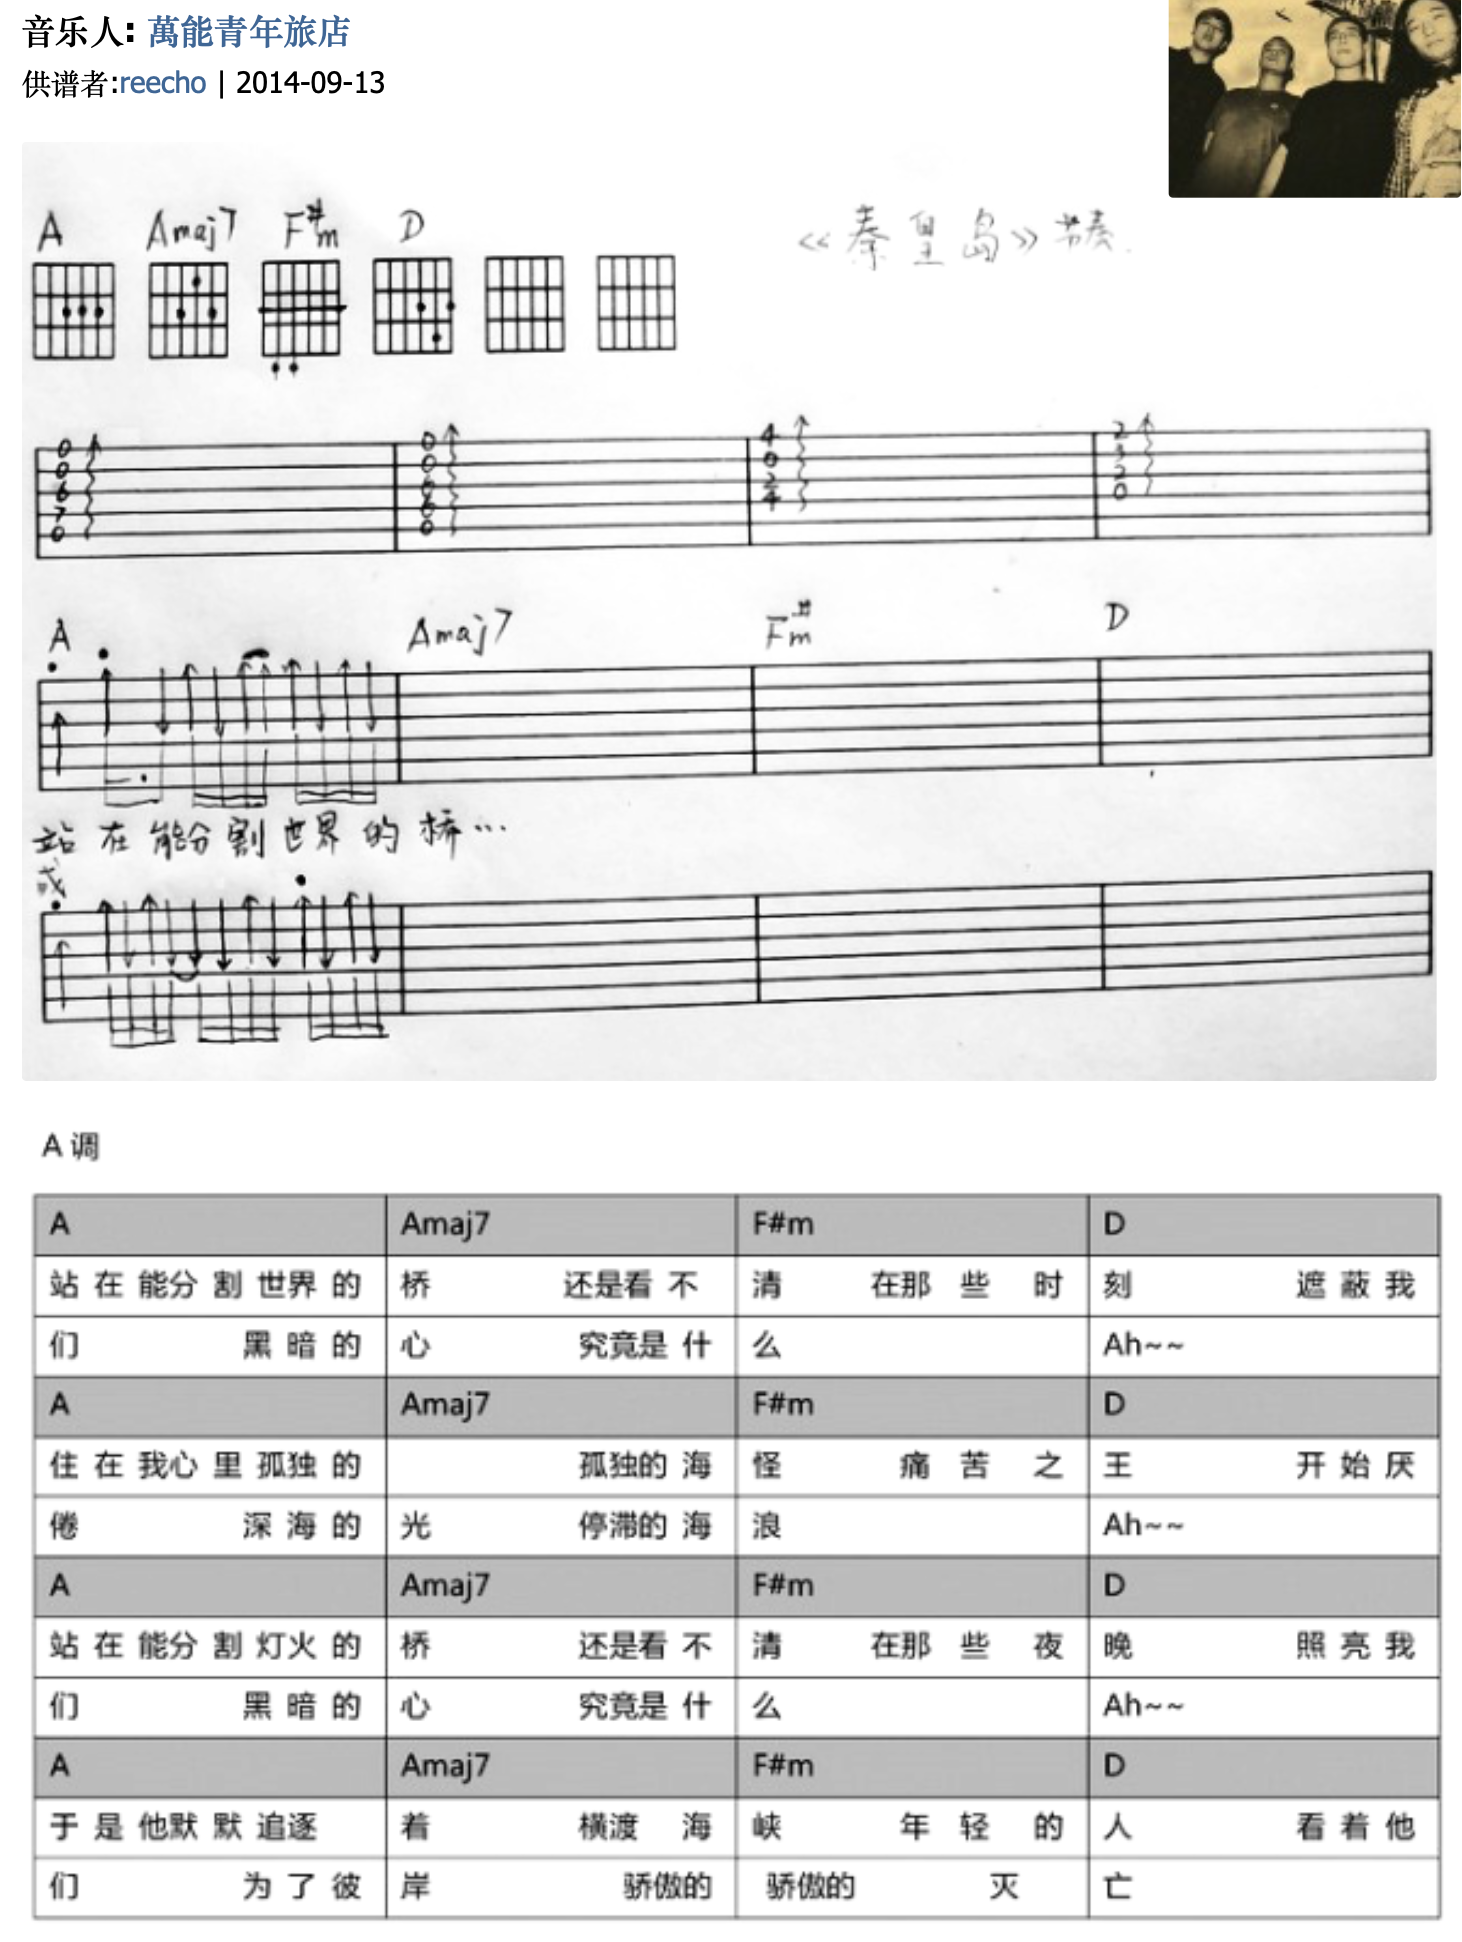 音乐人: 萬能青年旅店
供谱者:reecho | 2014-09-13
A Amaj7 F#m D 《秦皇岛》节奏.
0 0 4 2
0 0 0 3
6 6 2 2
7 6 4 0
0 0
A Amaj7 F#m D
站在能分割世界的桥…
或
A 调
A Amaj7 F#m D
站 在 能分 割 世界 的 桥 还是看 不 清 在那 些 时 刻 遮 蔽 我
们 黑 暗 的 心 究竟是 什 么 Ah~~
A Amaj7 F#m D
住 在 我心 里 孤独 的 孤独的 海 怪 痛 苦 之 王 开 始 厌
倦 深 海 的 光 停滞的 海 浪 Ah~~
A Amaj7 F#m D
站 在 能分 割 灯火 的 桥 还是看 不 清 在那 些 夜 晚 照 亮 我
们 黑 暗 的 心 究竟是 什 么 Ah~~
A Amaj7 F#m D
于 是 他默 默 追逐 着 横渡 海 峡 年 轻 的 人 看 着 他
们 为 了 彼 岸 骄傲的 骄傲的 灭 亡